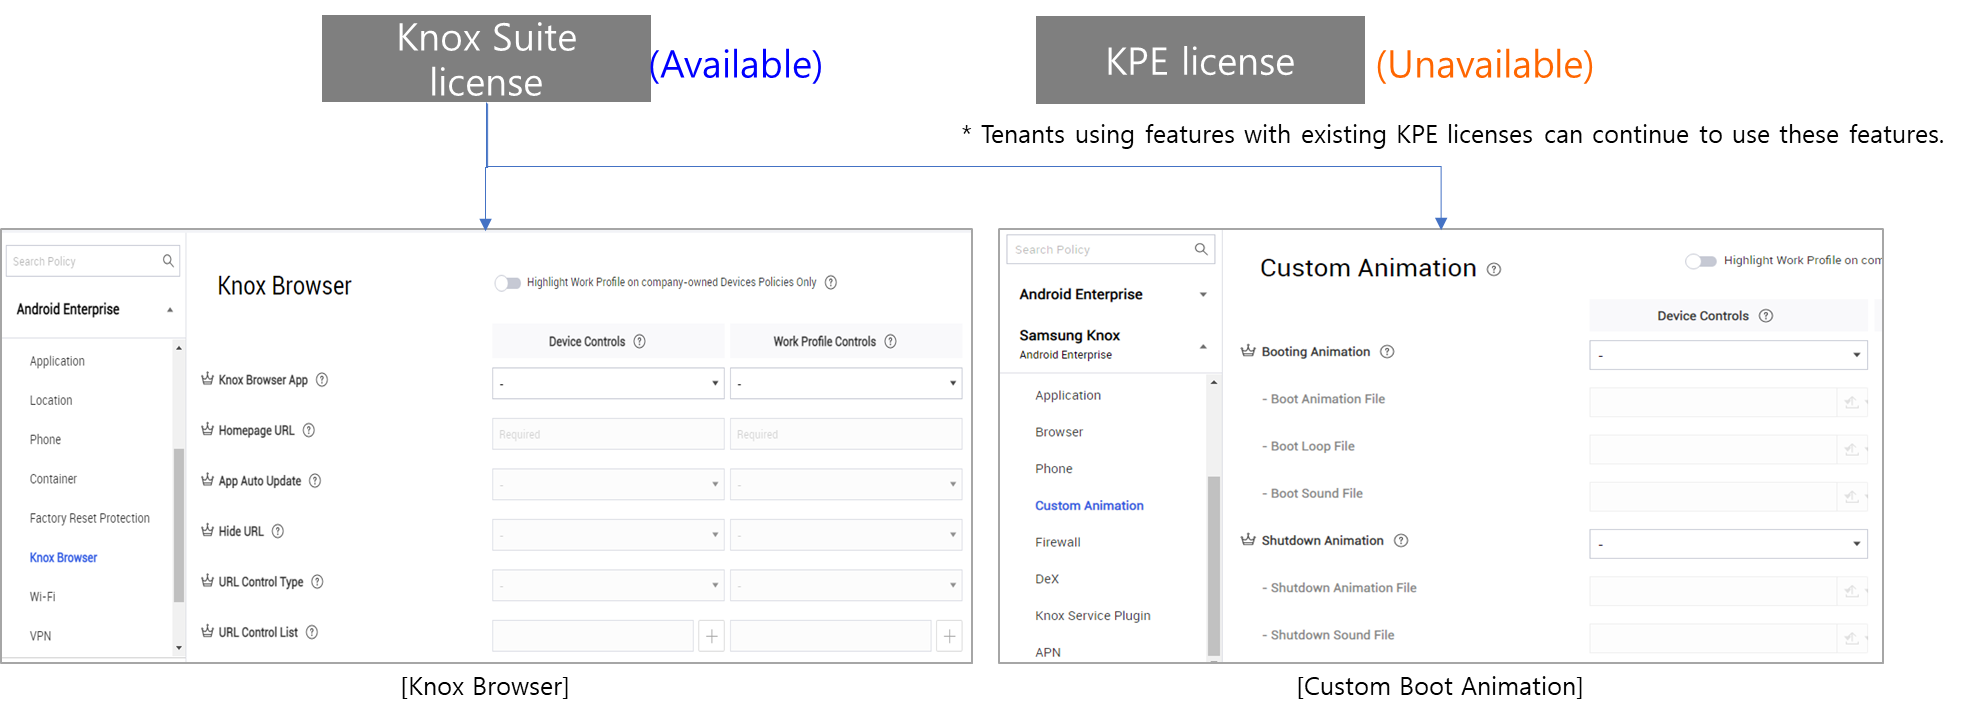 Knox Suite
license
(Available)
KPE license
(Unavailable)
* Tenants using features with existing KPE licenses can continue to use these features.
Search Policy
Android Enterprise
Application
Location
Phone
Container
Factory Reset Protection
Knox Browser
Wi-Fi
VPN
Knox Browser
Highlight Work Profile on company-owned Devices Policies Only
Device Controls
Work Profile Controls
Knox Browser App
-
-
Homepage URL
Required
Required
App Auto Update
-
-
Hide URL
-
-
URL Control Type
-
-
URL Control List
[Knox Browser]
Search Policy
Android Enterprise
Samsung Knox
Android Enterprise
Application
Browser
Phone
Custom Animation
Firewall
DeX
Knox Service Plugin
APN
Custom Animation
Highlight Work Profile on com
Device Controls
Booting Animation
-
- Boot Animation File
- Boot Loop File
- Boot Sound File
Shutdown Animation
-
- Shutdown Animation File
- Shutdown Sound File
[Custom Boot Animation]